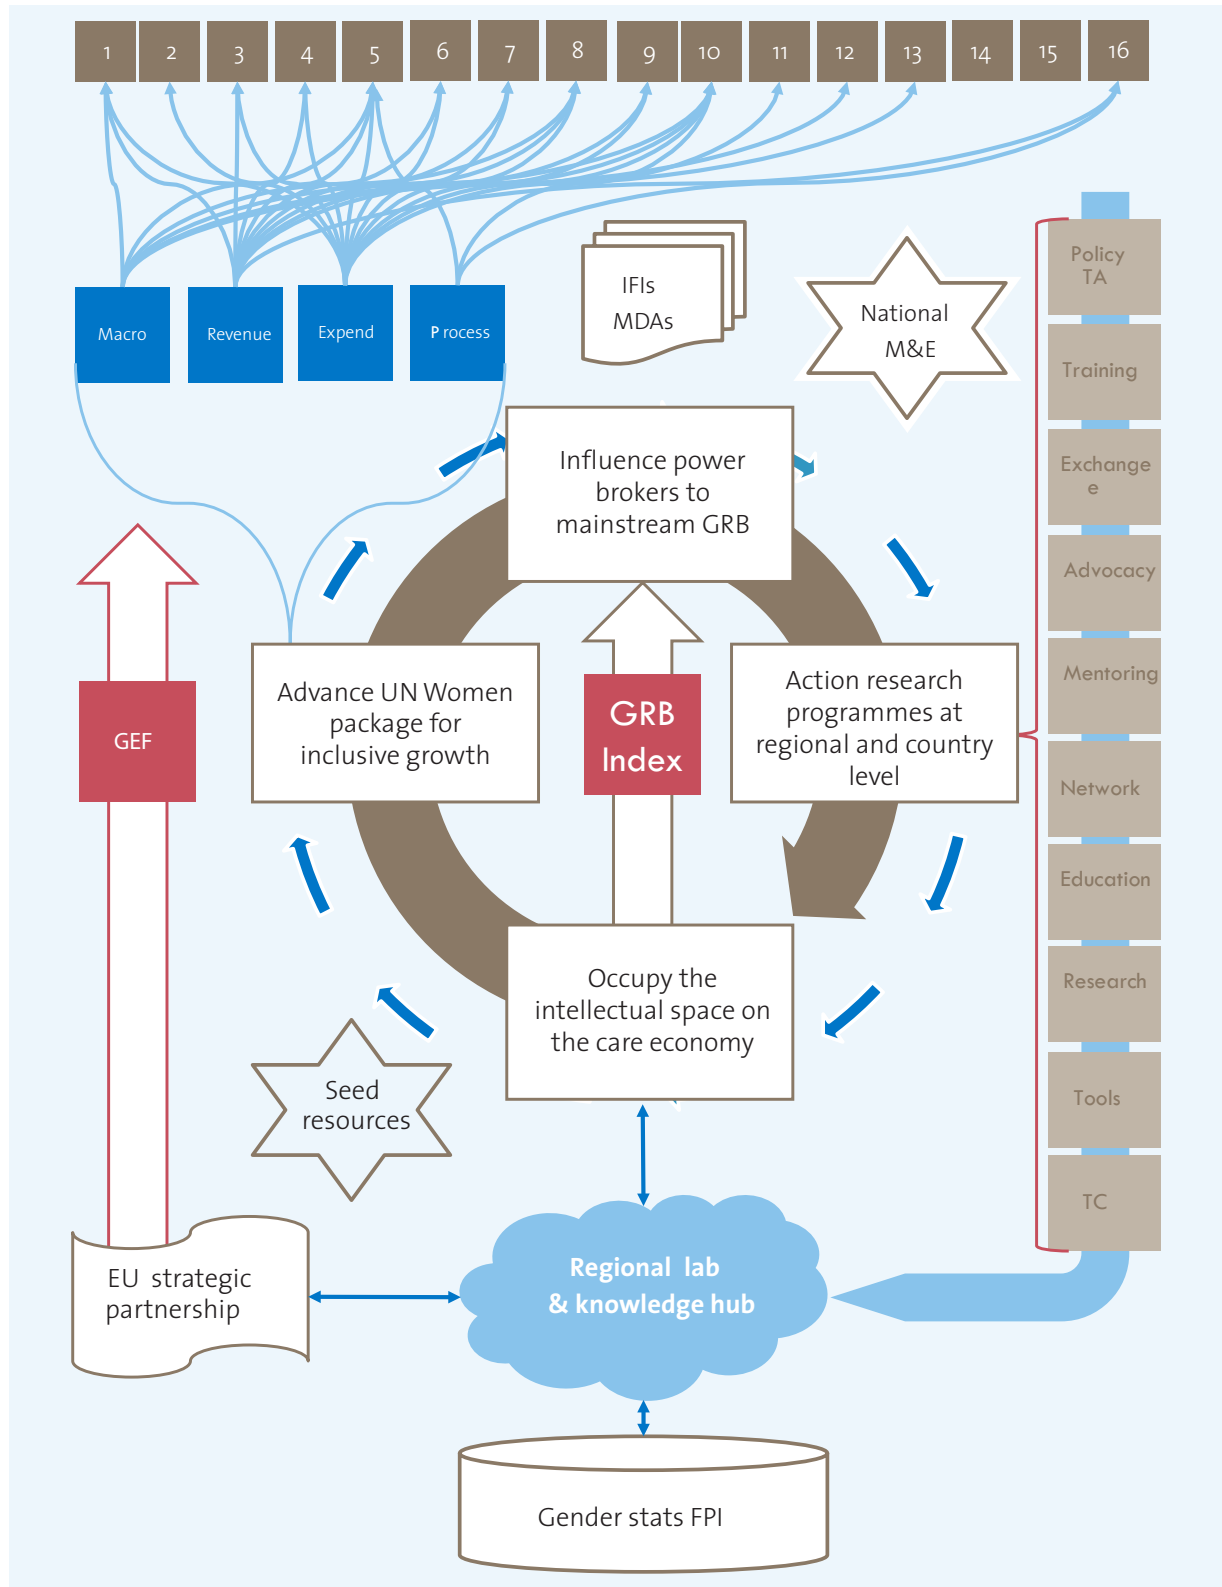 1 2 3 4 5 6 7 8 9 10 11 12 13 14 15 16
Macro
Revenue
Expend
P rocess
IFIs
MDAs
National
M&E
Policy
TA
Training
Exchange
e
Advocacy
Mentoring
Network
Education
Research
Tools
TC
Influence power
brokers to
mainstream GRB
Advance UN Women
package for
inclusive growth
GRB
Index
Action research
programmes at
regional and country
level
GEF
Occupy the
intellectual space on
the care economy
Seed
resources
EU strategic
partnership
Regional lab
& knowledge hub
Gender stats FPI